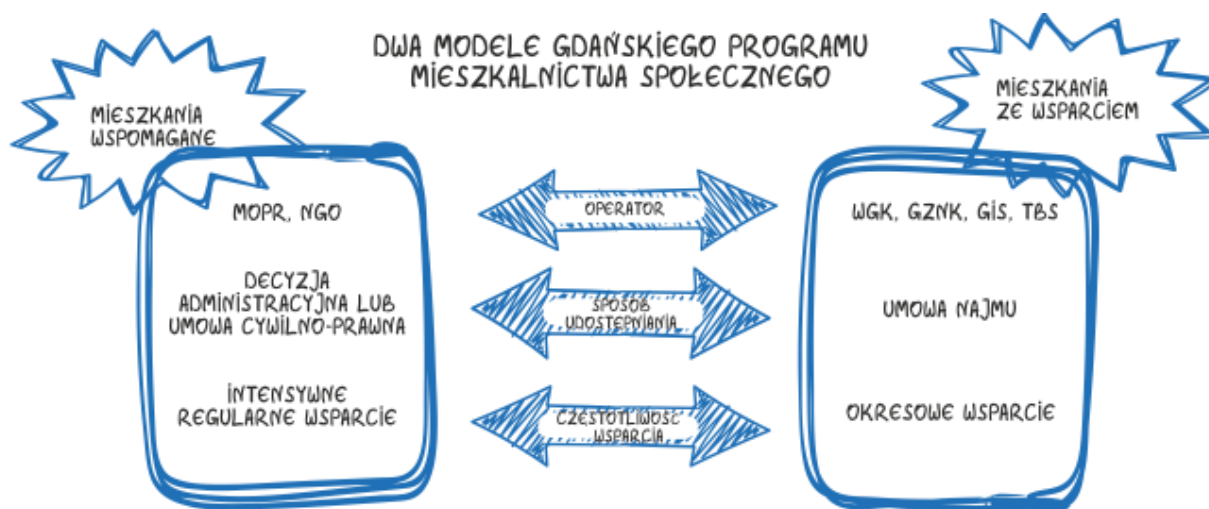 DWA MODELE GDAŃSKIEGO PROGRAMU
MIESZKALNICTWA SPOŁECZNEGO
MIESZKANIA
WSPOMAGANE
MIESZKANIA
ZE WSPARCIEM
MOPR, NGO
OPERATOR
WGK, GZNK, GIS, TBS
DECYZJA
ADMINISTRACYJNA LUB
UMOWA CYWILNO-PRAWNA
SPOSÓB
UDOSTĘPNIANIA
UMOWA NAJMU
INTENSYWNE
REGULARNE WSPARCIE
CZĘSTOTLIWOŚĆ
WSPARCIA
OKRESOWE WSPARCIE